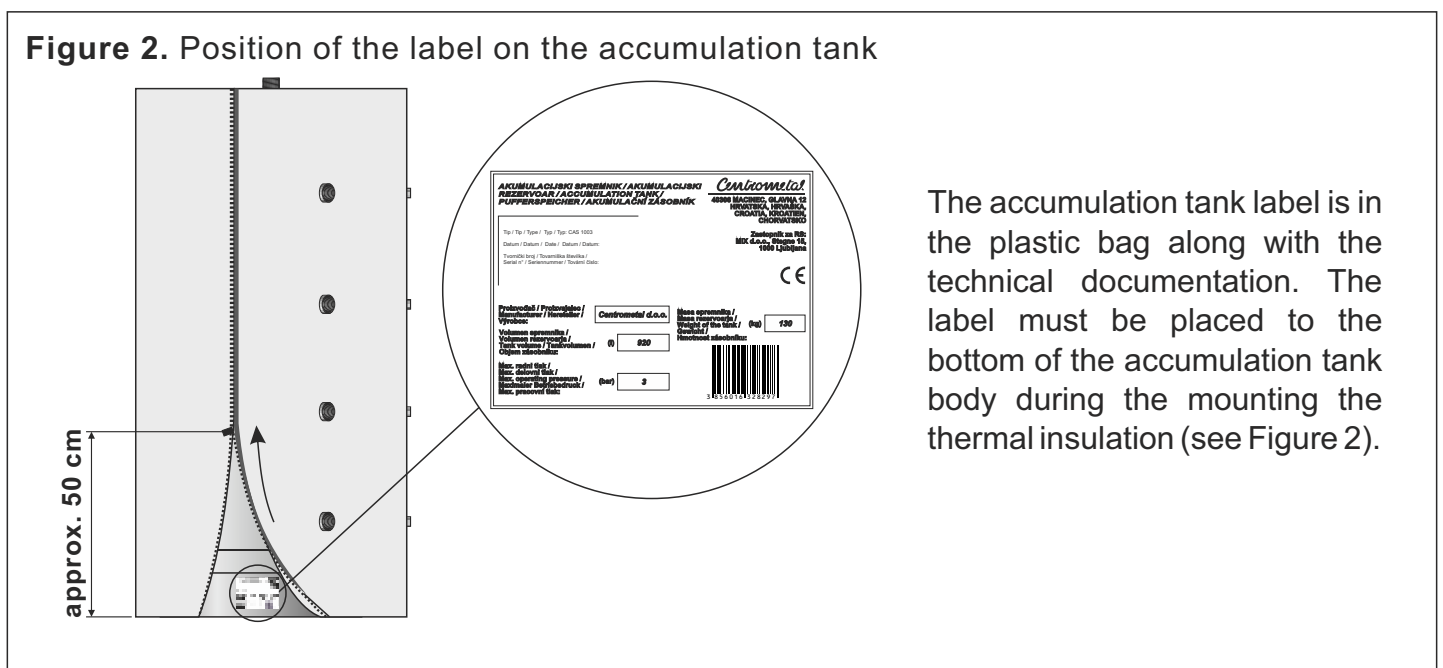 Figure 2. Position of the label on the accumulation tank
approx. 50 cm
AKUMULACIJSKI SPREMNIK / AKUMULACIJSKI
REZERVOAR / ACCUMULATION TANK /
PUFFERSPEICHER / AKUMULAČNÍ ZÁSOBNÍK
Centrometal
40306 MACINEC, GLAVNA 12
HRVATSKA, HRVAŠKA,
CROATIA, KROATIEN,
CHORVATSKO
Zastopnik za RS:
MIX d.o.o., Stegne 15,
1000 Ljubljana
CE
Tip / Tip / Type / Typ / Typ: CAS 1003
Datum / Datum / Date / Datum / Datum:
Tvornički broj / Tovarniška številka /
Serial n° / Seriennummer / Tovární číslo:
Proizvođač / Proizvajalec /
Manufacturer / Hersteller /
Výrobce:
Centrometal d.o.o.
Volumen spremnika /
Volumen rezervoarja /
Tank volume / Tankvolumen /
Objem zásobníku:
(l)
920
Max. radni tlak /
Max. delovni tlak /
Max. operating pressure /
Maximaler Betriebsdruck /
Max. pracovní tlak:
(bar)
3
Masa spremnika /
Masa rezervoarja /
Weight of the tank /
Gewicht /
Hmotnost zásobníku:
(kg)
130
3 856016 328297
The accumulation tank label is in
the plastic bag along with the
technical documentation. The
label must be placed to the
bottom of the accumulation tank
body during the mounting the
thermal insulation (see Figure 2).